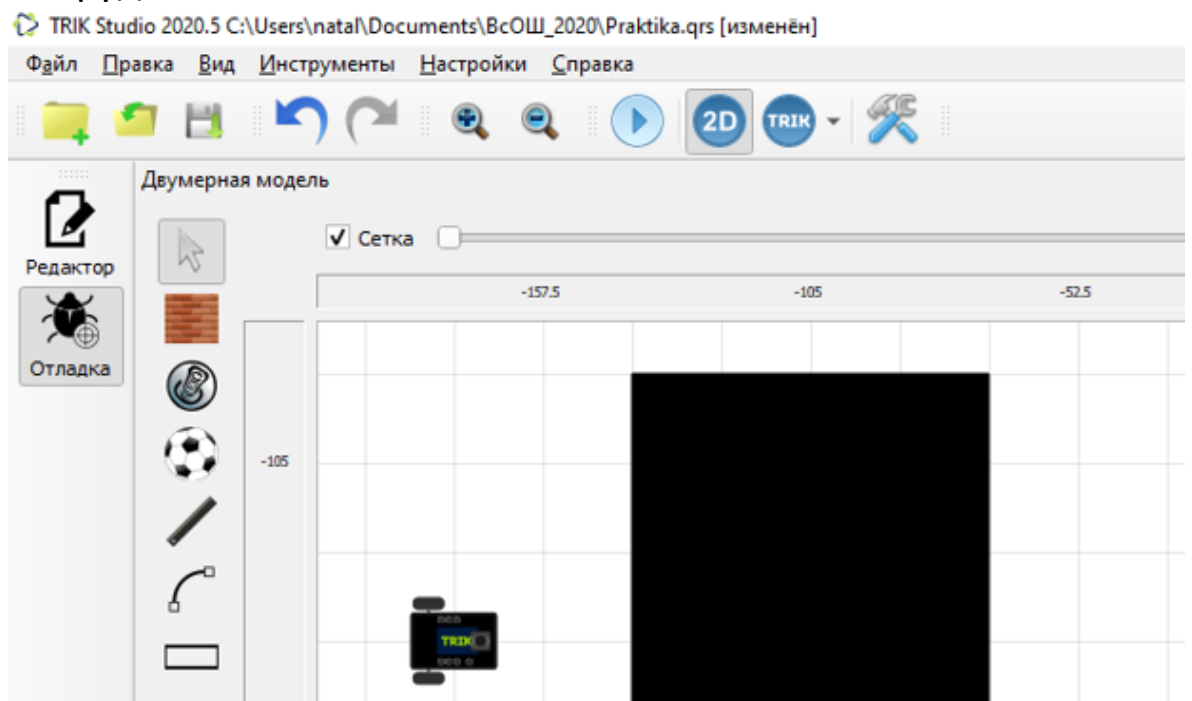 TRIK Studio 2020.5 C:\Users\natal\Documents\ВсОШ_2020\Praktika.qrs [изменён]
Файл Правка Вид Инструменты Настройки Справка
2D TRIK
Двумерная модель
Редактор
Сетка
-157.5 -105 -52.5
Отладка
-105
TRIK